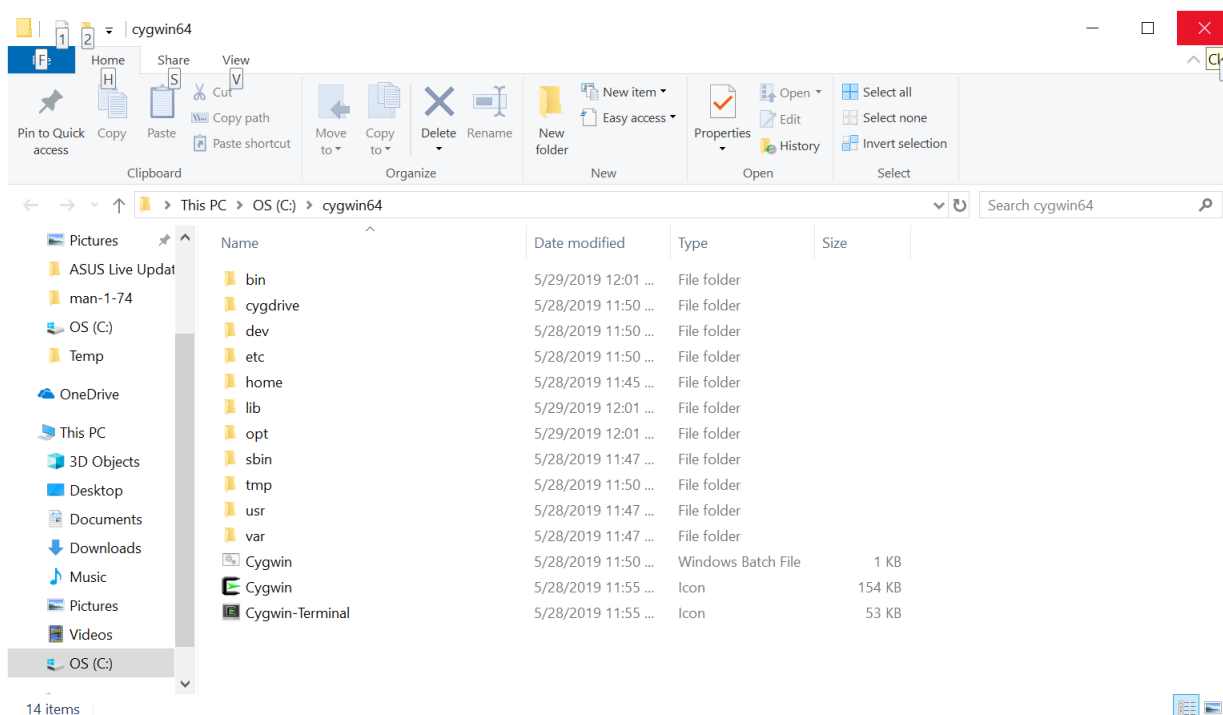 cygwin64
1 2
F Home Share View
H S V
Cl
Pin to Quick access
Copy
Paste
Cut
Copy path
Paste shortcut
Clipboard
Move to
Copy to
Delete
Rename
Organize
New folder
New item
Easy access
New
Properties
Open
Edit
History
Open
Select all
Select none
Invert selection
Select
This PC > OS (C:) > cygwin64
Search cygwin64
Pictures
ASUS Live Updat
man-1-74
OS (C:)
Temp
OneDrive
This PC
3D Objects
Desktop
Documents
Downloads
Music
Pictures
Videos
OS (C:)
Name Date modified Type Size
bin 5/29/2019 12:01 ... File folder
cygdrive 5/28/2019 11:50 ... File folder
dev 5/28/2019 11:50 ... File folder
etc 5/28/2019 11:50 ... File folder
home 5/28/2019 11:45 ... File folder
lib 5/29/2019 12:01 ... File folder
opt 5/29/2019 12:01 ... File folder
sbin 5/28/2019 11:47 ... File folder
tmp 5/28/2019 11:50 ... File folder
usr 5/28/2019 11:47 ... File folder
var 5/28/2019 11:47 ... File folder
Cygwin 5/28/2019 11:50 ... Windows Batch File 1 KB
Cygwin 5/28/2019 11:55 ... Icon 154 KB
Cygwin-Terminal 5/28/2019 11:55 ... Icon 53 KB
14 items